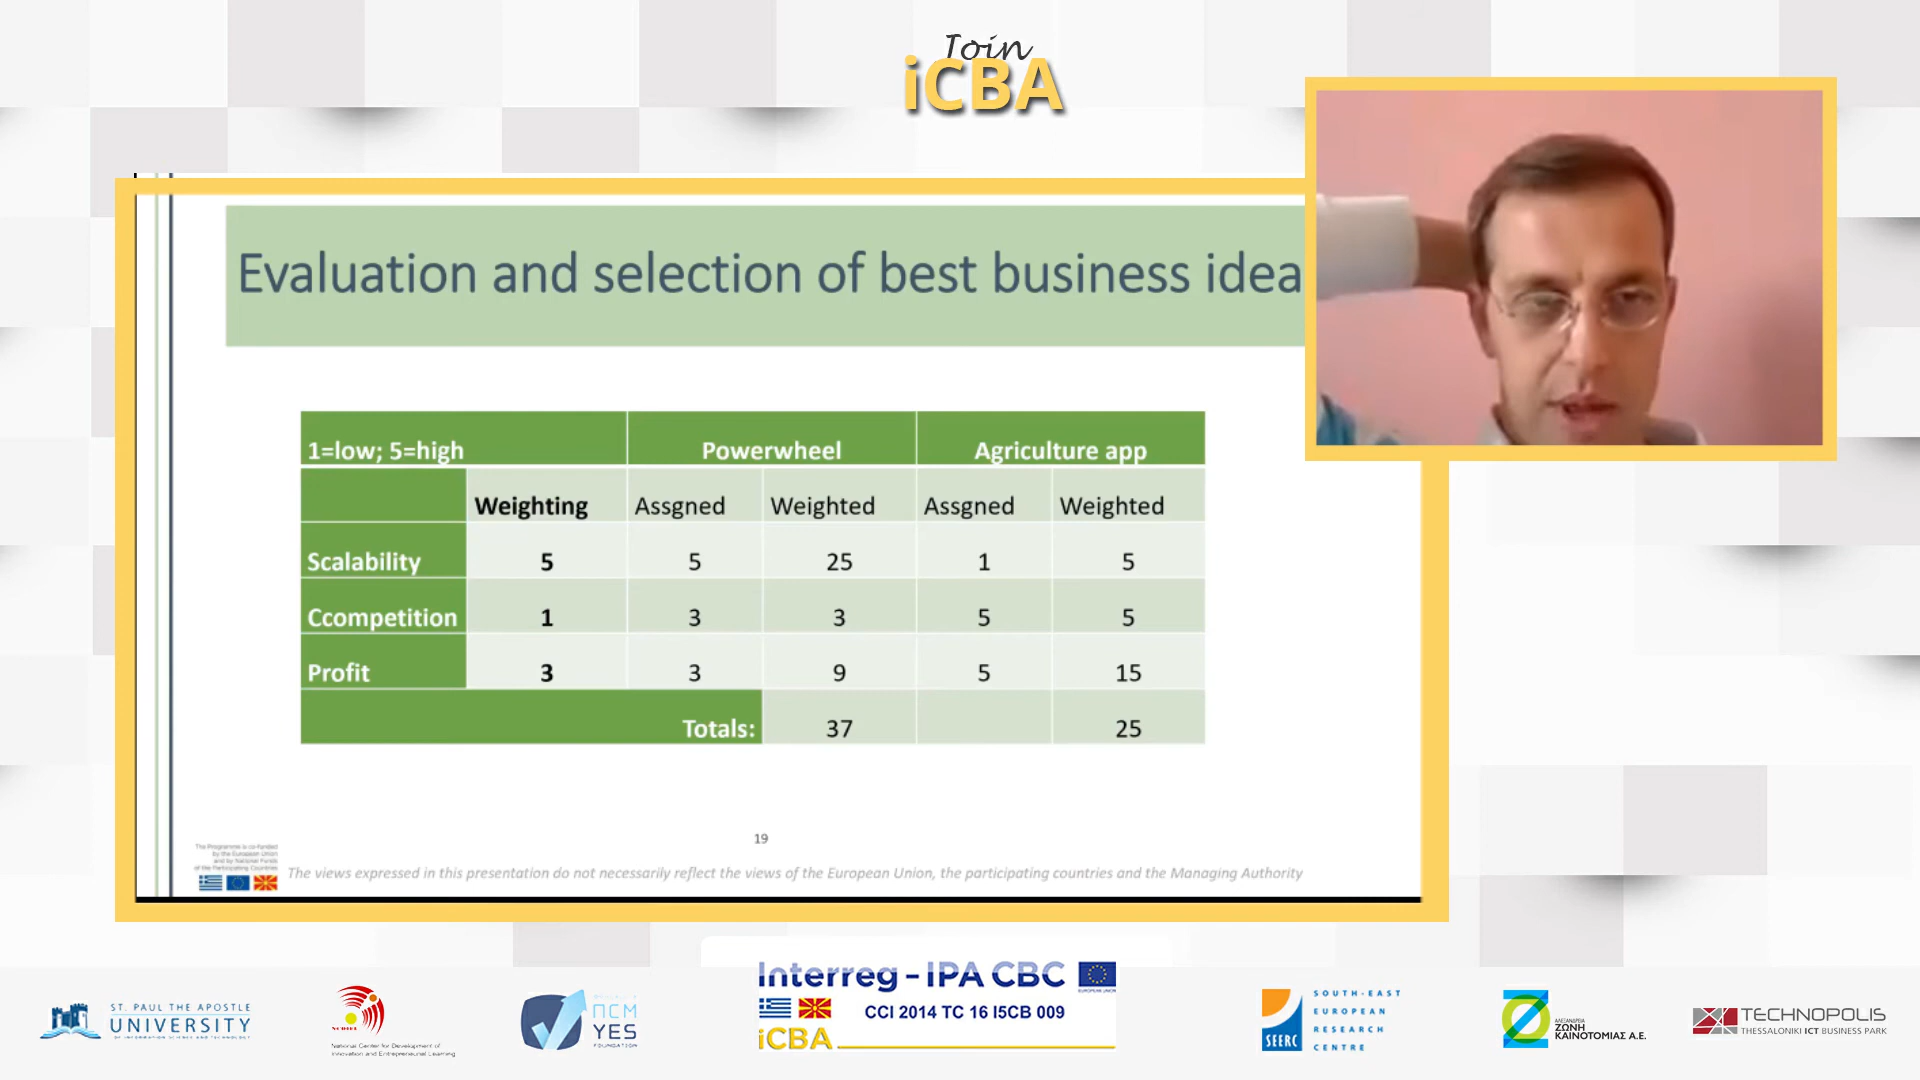 Join
iCBA
Evaluation and selection of best business idea
1=low; 5=high Powerwheel Agriculture app
Weighting Assgned Weighted Assgned Weighted
Scalability 5 5 25 1 5
Ccompetition 1 3 3 5 5
Profit 3 3 9 5 15
Totals: 37 25
19
The Programme is co-funded
by the European Union
and by National Funds
of the Participating Countries
The views expressed in this presentation do not necessarily reflect the views of the European Union, the participating countries and the Managing Authority
ST. PAUL THE APOSTLE
UNIVERSITY
OF INFORMATION SCIENCE AND TECHNOLOGY
National Center for Development of
Innovation and Entrepreneurial Learning
ПСМ
YES
FOUNDATION
Interreg - IPA CBC
EUROPEAN UNION
CCI 2014 TC 16 I5CB 009
iCBA
SEERC
SOUTH-EAST
EUROPEAN
RESEARCH
CENTRE
ΑΛΕΞΑΝΔΡΕΙΑ
ΖΩΝΗ
ΚΑΙΝΟΤΟΜΙΑΣ Α.Ε.
TECHNOPOLIS
THESSALONIKI ICT BUSINESS PARK